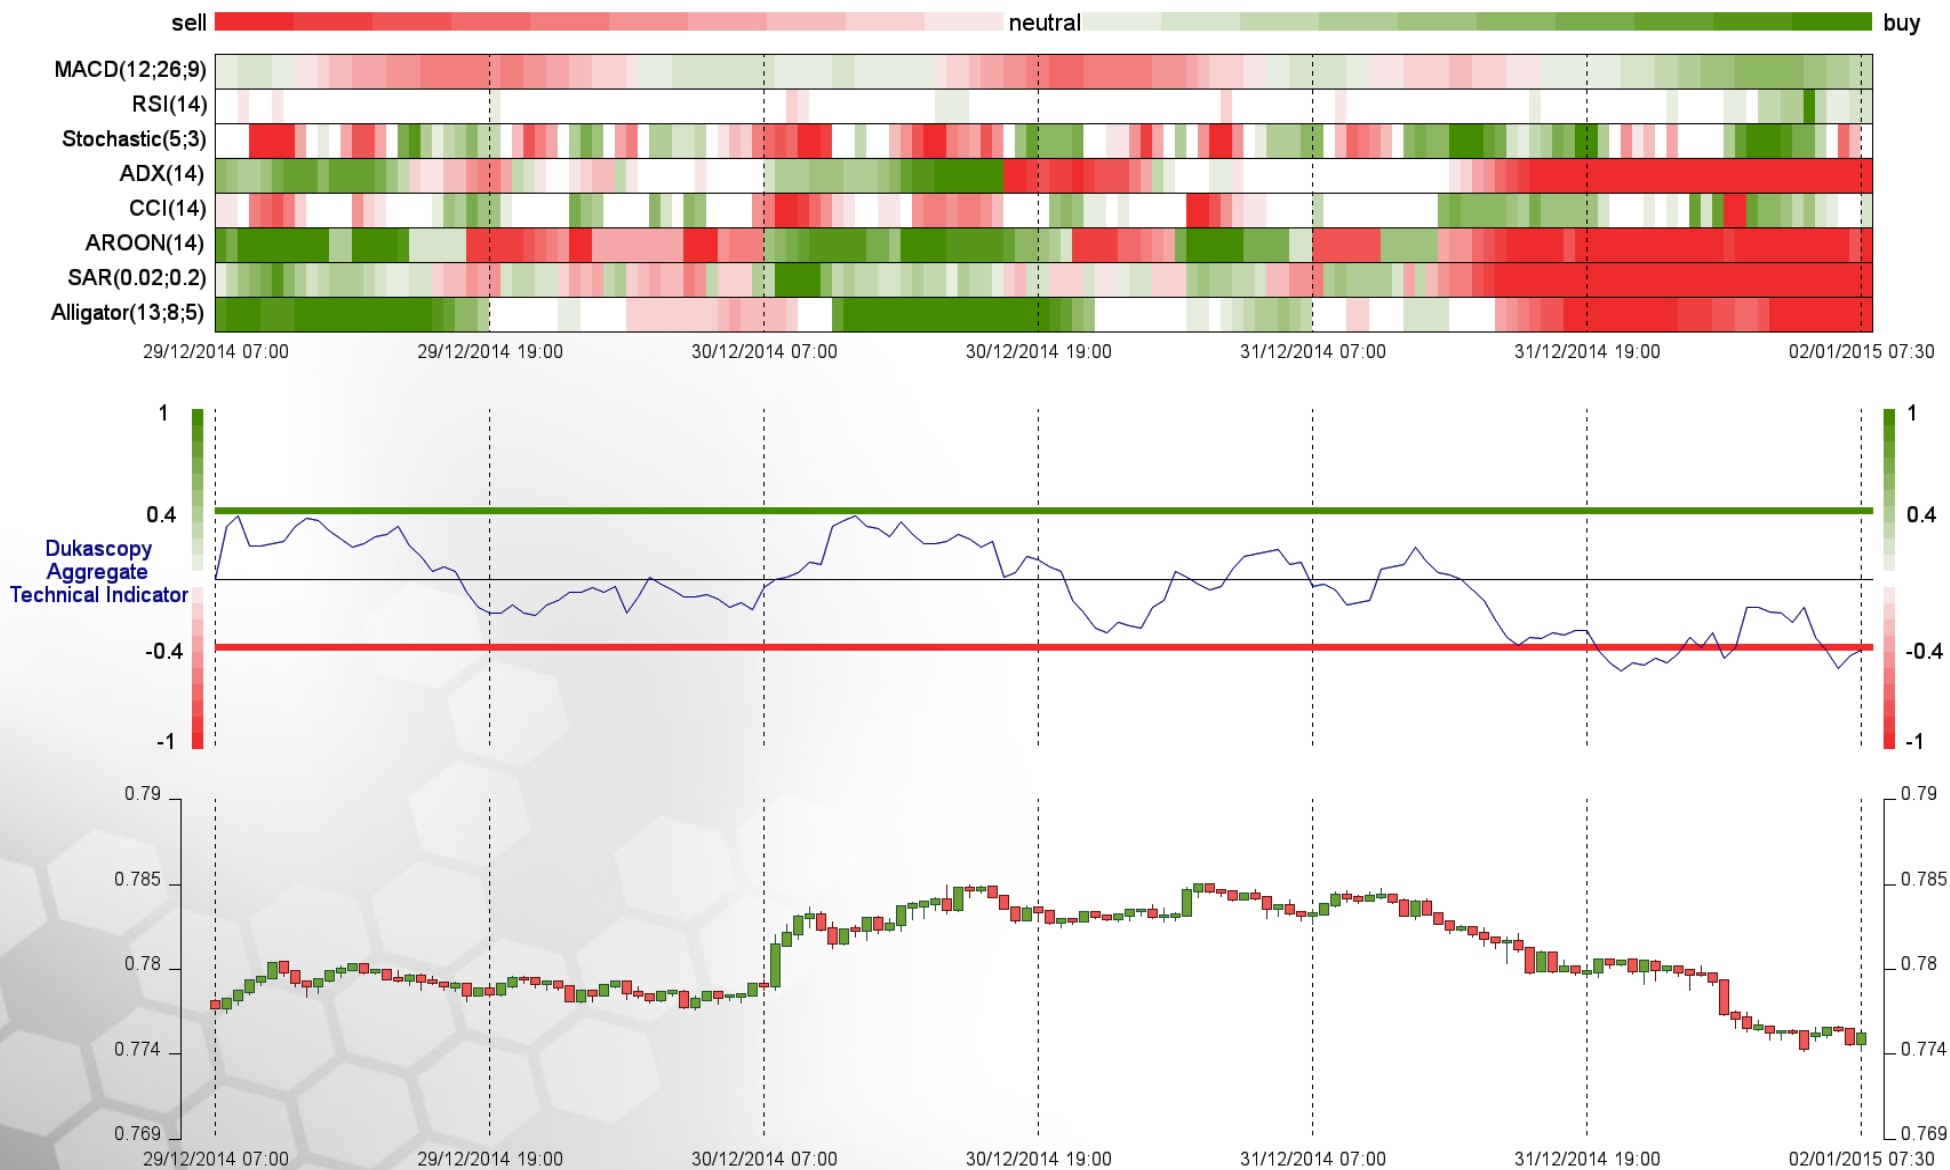 sell neutral buy
MACD(12;26;9)
RSI(14)
Stochastic(5;3)
ADX(14)
CCI(14)
AROON(14)
SAR(0.02;0.2)
Alligator(13;8;5)
29/12/2014 07:00 29/12/2014 19:00 30/12/2014 07:00 30/12/2014 19:00 31/12/2014 07:00 31/12/2014 19:00 02/01/2015 07:30
1 1
0.4 0.4
Dukascopy
Aggregate
Technical Indicator
-0.4 -0.4
-1 -1
0.79 0.79
0.785 0.785
0.78 0.78
0.774 0.774
0.769 0.769
29/12/2014 07:00 29/12/2014 19:00 30/12/2014 07:00 30/12/2014 19:00 31/12/2014 07:00 31/12/2014 19:00 02/01/2015 07:30